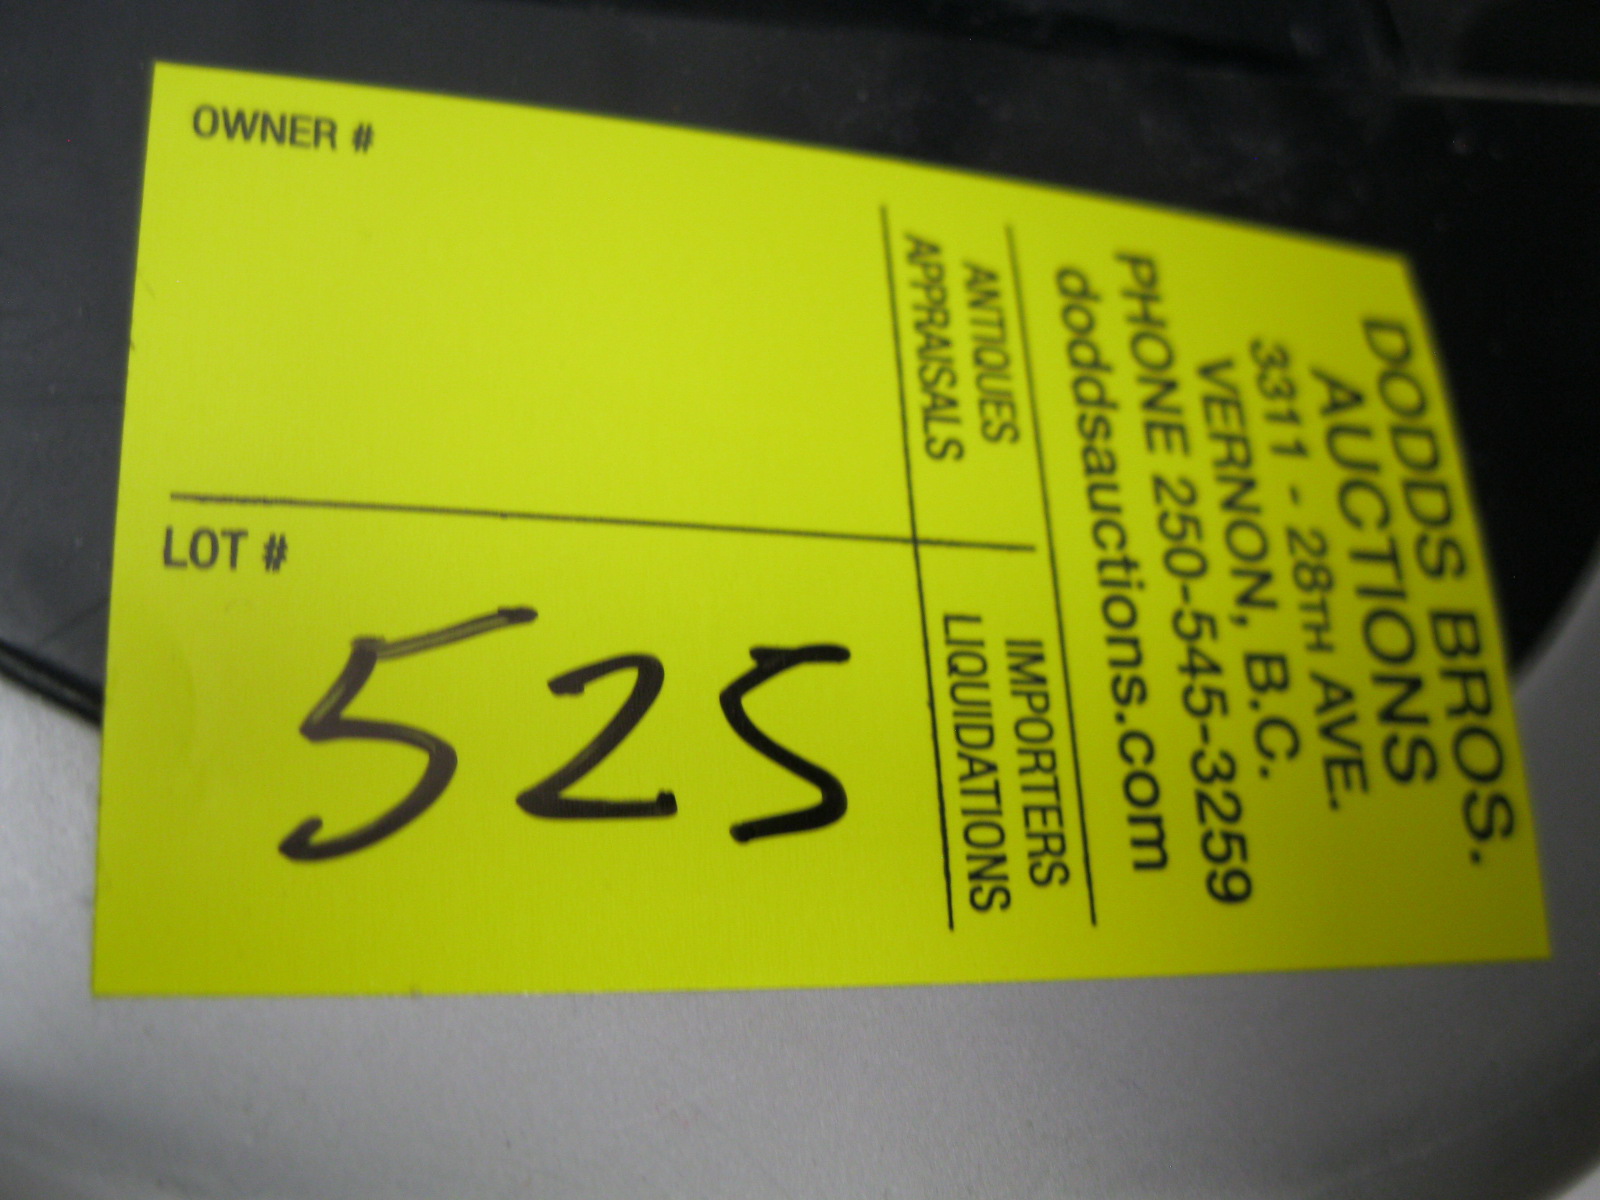 DODDS BROS.
AUCTIONS
3311 - 28TH AVE.
VERNON, B.C.
PHONE 250-545-3259
doddsauctions.com
ANTIQUES
APPRAISALS
IMPORTERS
LIQUIDATIONS
OWNER #
LOT #
525